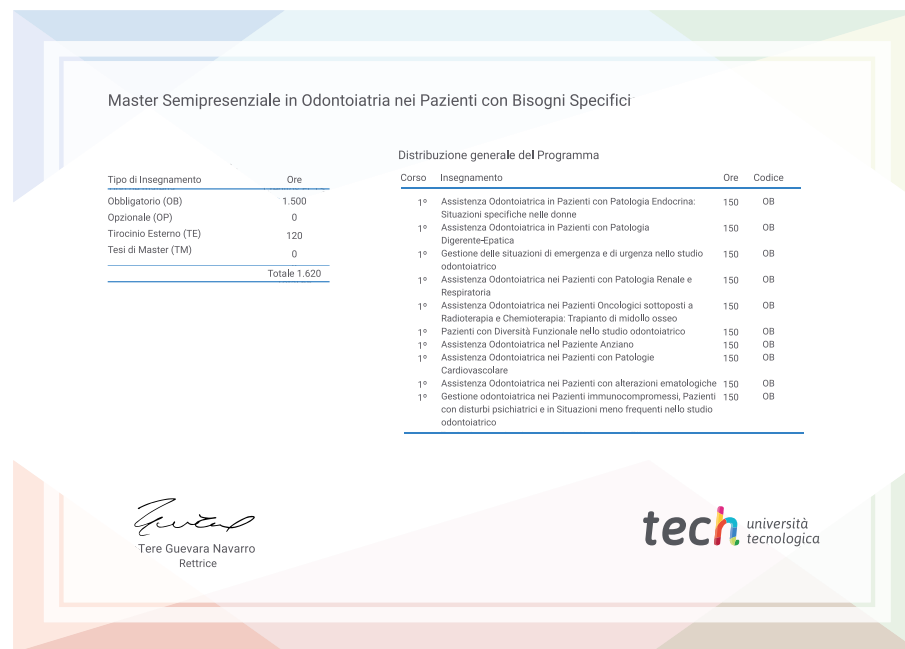 Master Semipresenziale in Odontoiatria nei Pazienti con Bisogni Specifici
Tipo di Insegnamento Ore
Obbligatorio (OB) 1.500
Opzionale (OP) 0
Tirocinio Esterno (TE) 120
Tesi di Master (TM) 0
Totale 1.620
Distribuzione generale del Programma
Corso Insegnamento Ore Codice
1º Assistenza Odontoiatrica in Pazienti con Patologia Endocrina: 150 OB
Situazioni specifiche nelle donne
1º Assistenza Odontoiatrica in Pazienti con Patologia 150 OB
Digerente-Epatica
1º Gestione delle situazioni di emergenza e di urgenza nello studio 150 OB
odontoiatrico
1º Assistenza Odontoiatrica nei Pazienti con Patologia Renale e 150 OB
Respiratoria
1º Assistenza Odontoiatrica nei Pazienti Oncologici sottoposti a 150 OB
Radioterapia e Chemioterapia: Trapianto di midollo osseo
1º Pazienti con Diversità Funzionale nello studio odontoiatrico 150 OB
1º Assistenza Odontoiatrica nel Paziente Anziano 150 OB
1º Assistenza Odontoiatrica nei Pazienti con Patologie 150 OB
Cardiovascolare
1º Assistenza Odontoiatrica nei Pazienti con alterazioni ematologiche 150 OB
1º Gestione odontoiatrica nei Pazienti immunocompromessi, Pazienti 150 OB
con disturbi psichiatrici e in Situazioni meno frequenti nello studio
odontoiatrico
Tere Guevara Navarro
Rettrice
tech università
tecnologica